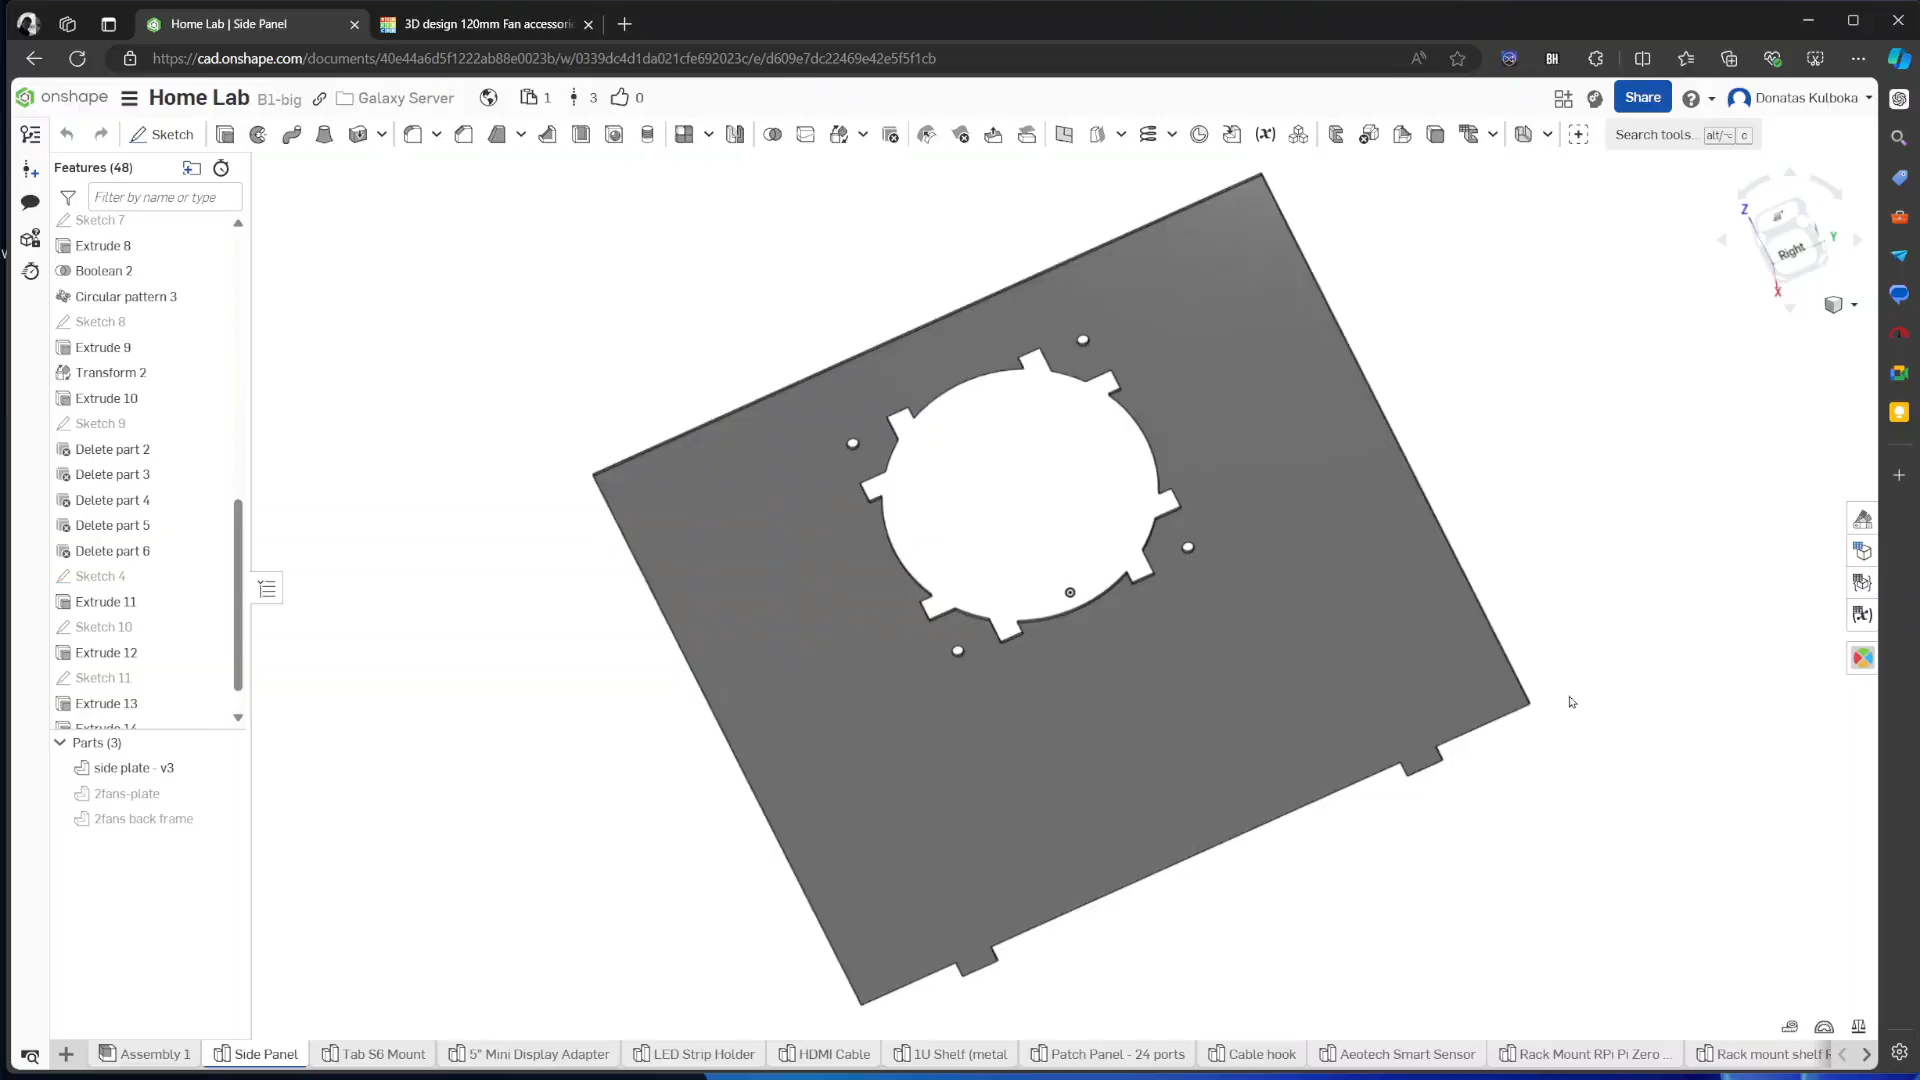 Home Lab | Side Panel
3D design 120mm Fan accessori
https://cad.onshape.com/documents/40e44a6d5f1222ab88e0023b/w/0339dc4d1da021cfe692023c/e/d609e7dc22469e42e5f5f1cb
BH
onshape
Home Lab
B1-big
Galaxy Server
1
3
0
Share
Donatas Kulboka
Sketch
Search tools... alt/⌥ c
Features (48)
Filter by name or type
Sketch 7
Extrude 8
Boolean 2
Circular pattern 3
Sketch 8
Extrude 9
Transform 2
Extrude 10
Sketch 9
Delete part 2
Delete part 3
Delete part 4
Delete part 5
Delete part 6
Sketch 4
Extrude 11
Sketch 10
Extrude 12
Sketch 11
Extrude 13
Extrude 14
Parts (3)
side plate - v3
2fans-plate
2fans back frame
Z
Y
Right
X
Assembly 1
Side Panel
Tab S6 Mount
5" Mini Display Adapter
LED Strip Holder
HDMI Cable
1U Shelf (metal
Patch Panel - 24 ports
Cable hook
Aeotech Smart Sensor
Rack Mount RPi Pi Zero ...
Rack mount shelf R